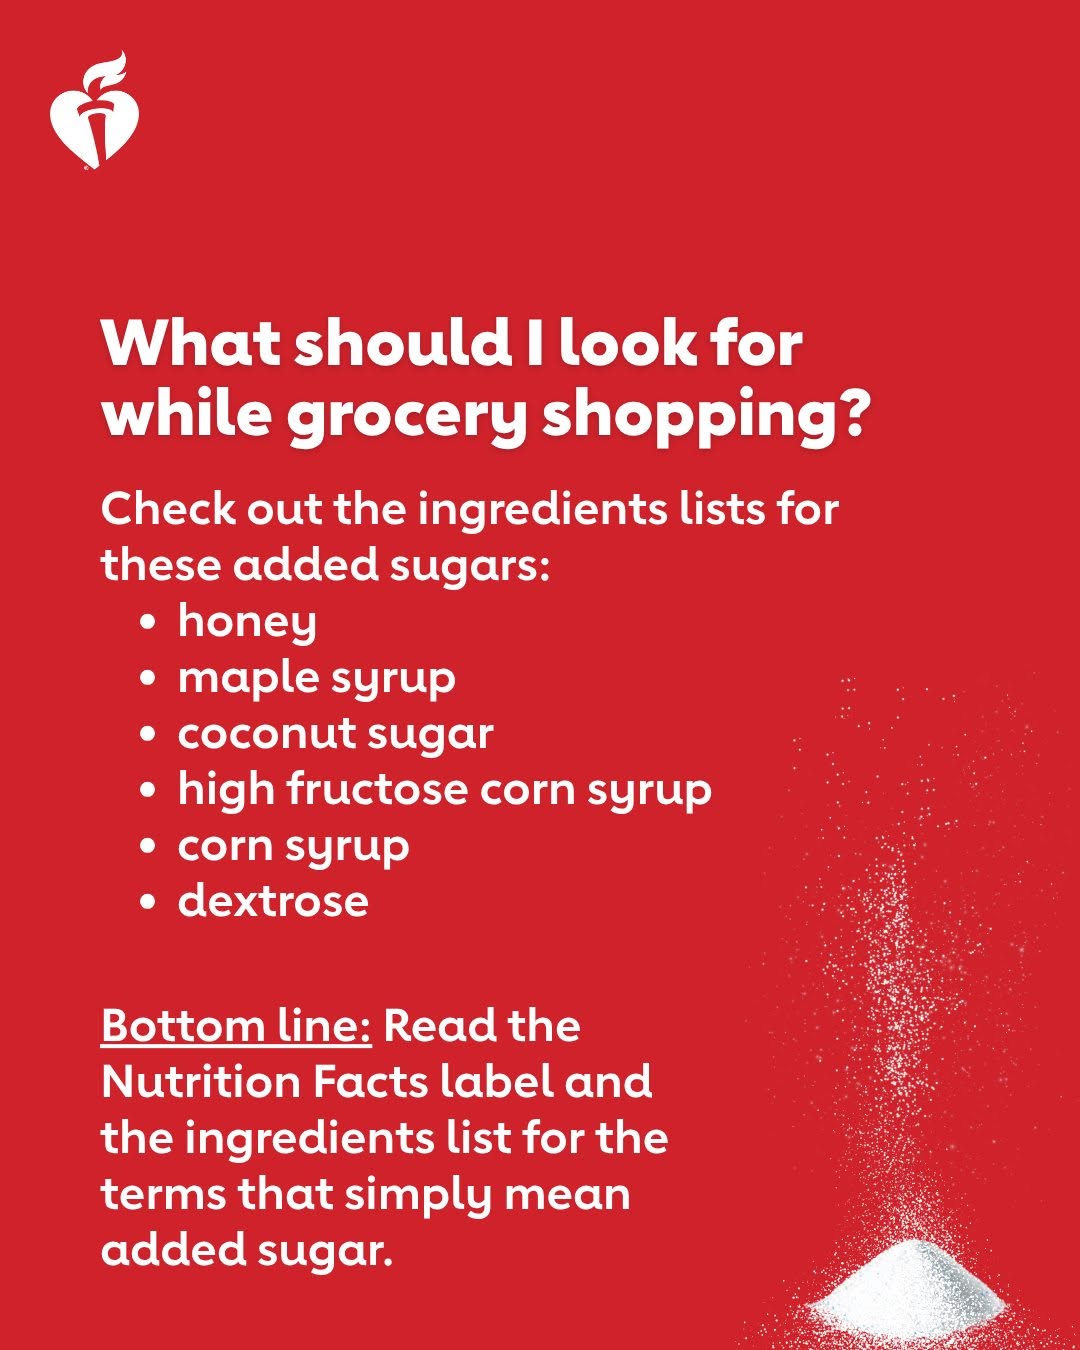 What should I look for
while grocery shopping?
Check out the ingredients lists for
these added sugars:
• honey
• maple syrup
• coconut sugar
• high fructose corn syrup
• corn syrup
• dextrose
Bottom line: Read the
Nutrition Facts label and
the ingredients list for the
terms that simply mean
added sugar.